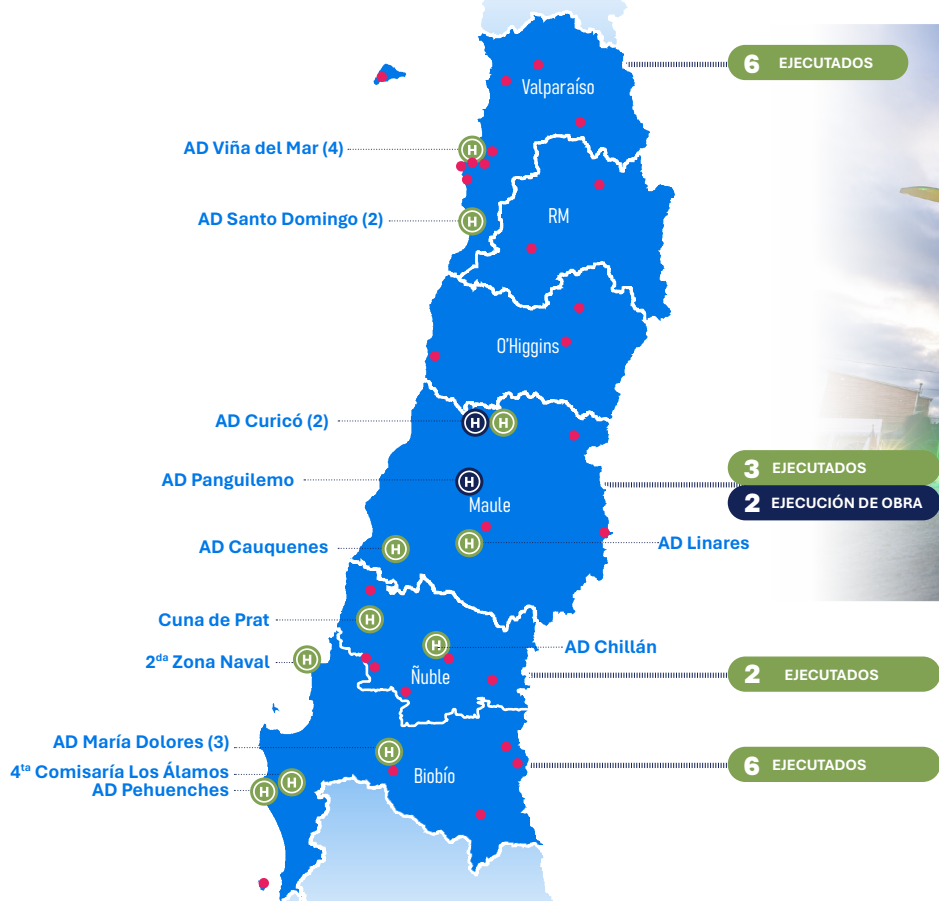 6 EJECUTADOS
Valparaíso
AD Viña del Mar (4)
H
AD Santo Domingo (2)
H
RM
O'Higgins
AD Curicó (2)
H
H
AD Panguilemo
H
3 EJECUTADOS
2 EJECUCIÓN DE OBRA
Maule
AD Cauquenes
H
H
AD Linares
Cuna de Prat
H
H
AD Chillán
2da Zona Naval
H
Ñuble
2 EJECUTADOS
AD María Dolores (3)
H
Biobío
6 EJECUTADOS
4ta Comisaría Los Álamos
H
AD Pehuenches
H